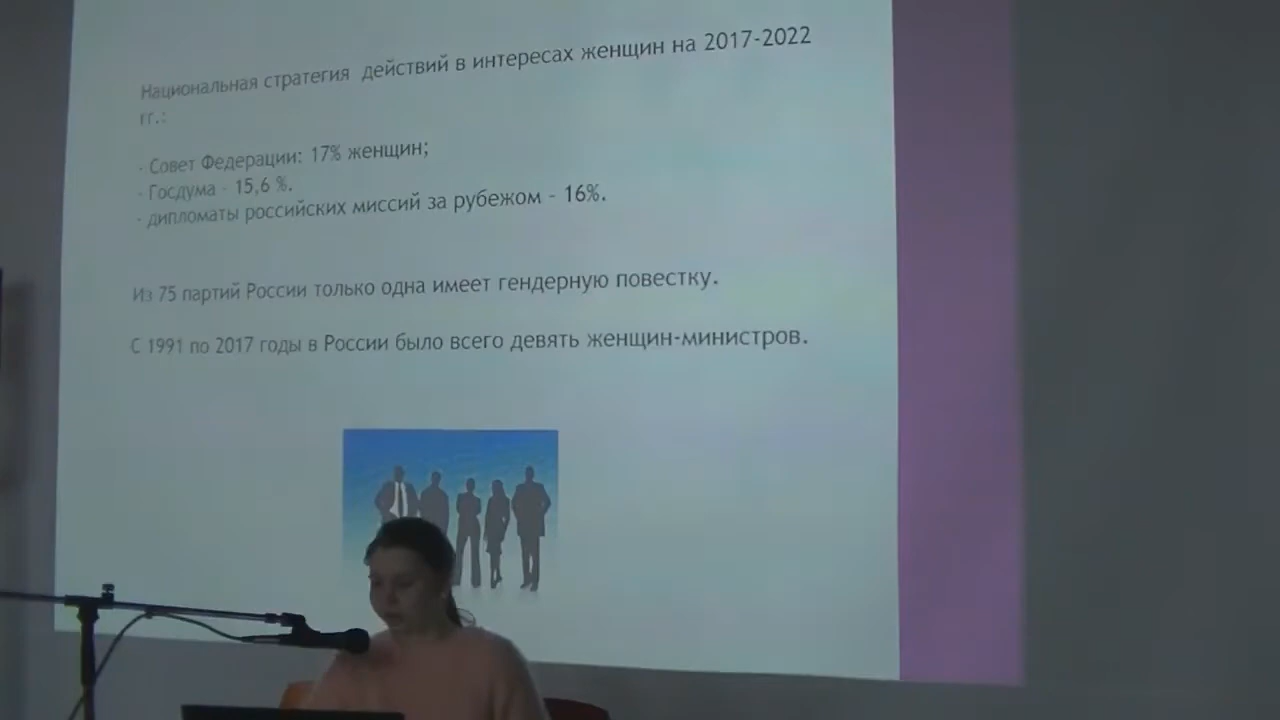 Национальная стратегия действий в интересах женщин на 2017-2022
гг.:
- Совет Федерации: 17% женщин;
- Госдума - 15,6 %.
- дипломаты российских миссий за рубежом - 16%.
Из 75 партий России только одна имеет гендерную повестку.
С 1991 по 2017 годы в России было всего девять женщин-министров.